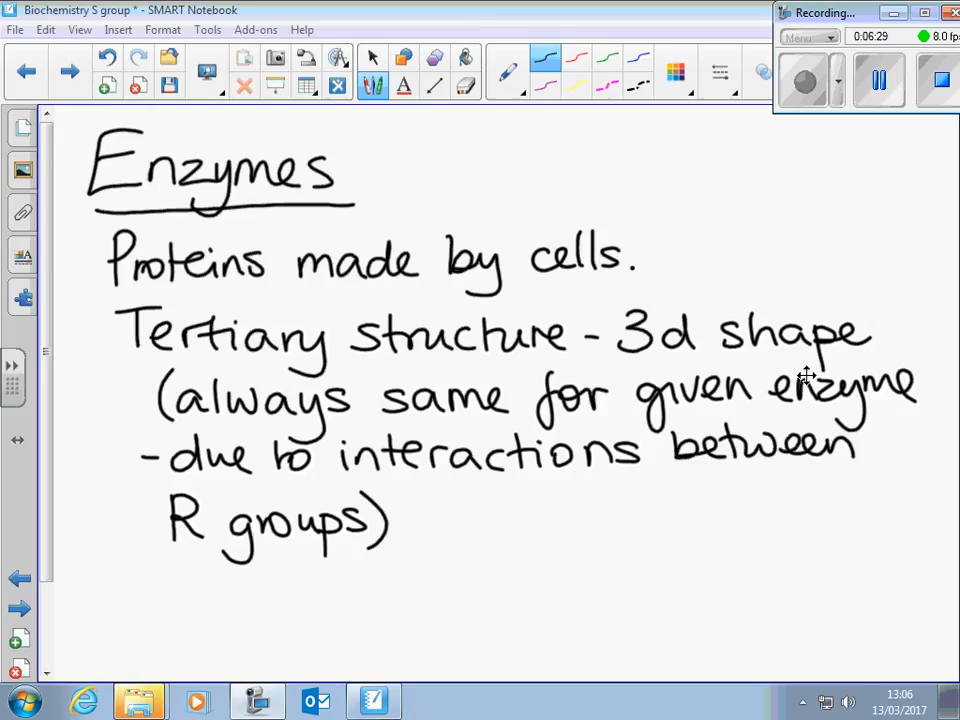 Biochemistry S group * - SMART Notebook
File Edit View Insert Format Tools Add-ons Help
Recording...
Menu 0:06:29 8.0 fps
Enzymes
Proteins made by cells.
Tertiary structure - 3d shape
(always same for given enzyme
- due to interactions between
R groups)
13:06
13/03/2017